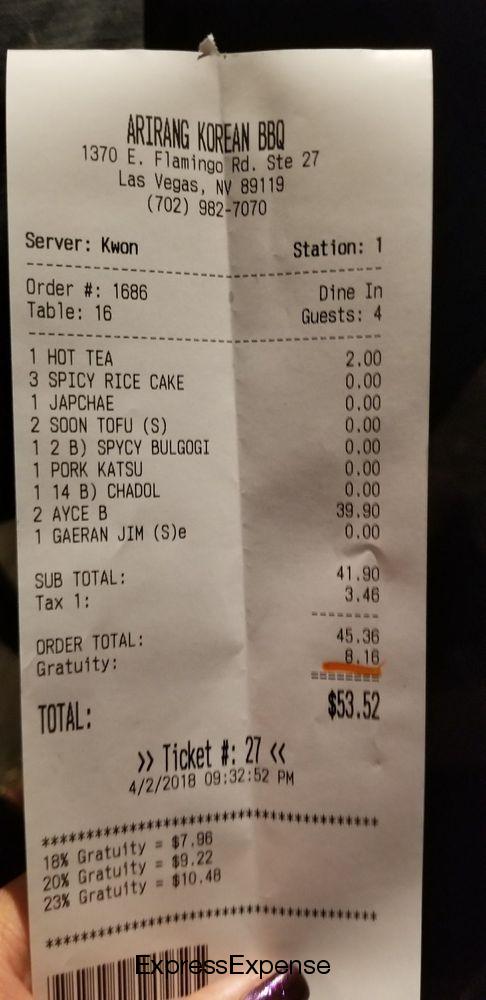 ARIRANG KOREAN BBQ
1370 E. Flamingo Rd. Ste 27
Las Vegas, NV 89119
(702) 982-7070
Server: Kwon Station: 1
Order #: 1686 Dine In
Table: 16 Guests: 4
1 HOT TEA 2.00
3 SPICY RICE CAKE 0.00
1 JAPCHAE 0.00
2 SOON TOFU (S) 0.00
1 2 B) SPYCY BULGOGI 0.00
1 PORK KATSU 0.00
1 14 B) CHADOL 0.00
2 AYCE B 39.90
1 GAERAN JIM (S)e 0.00
SUB TOTAL: 41.90
Tax 1: 3.46
--------
ORDER TOTAL: 45.36
Gratuity: 8.16
========
TOTAL: $53.52
>> Ticket #: 27 <<
4/2/2018 09:32:52 PM
18% Gratuity = $7.96
20% Gratuity = $9.22
23% Gratuity = $10.48
ExpressExpense